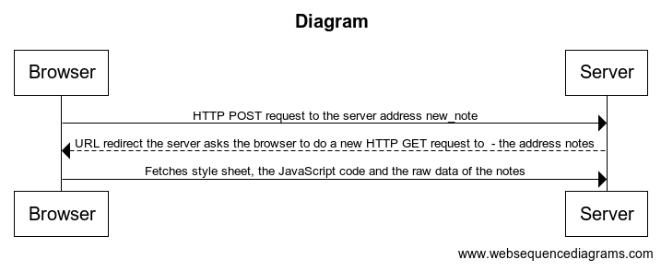 Diagram
Browser
Server
HTTP POST request to the server address new_note
URL redirect the server asks the browser to do a new HTTP GET request to - the address notes
Fetches style sheet, the JavaScript code and the raw data of the notes
Browser
Server
www.websequencediagrams.com